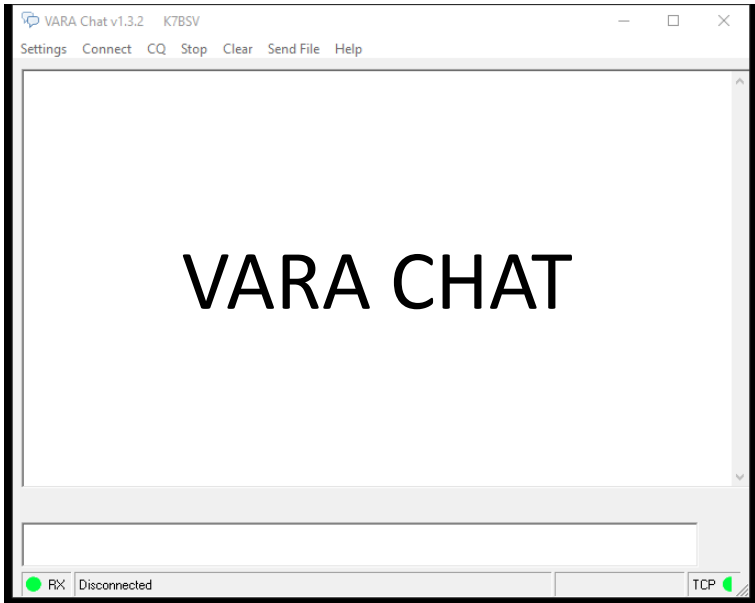 VARA Chat v1.3.2 K7BSV
Settings Connect CQ Stop Clear Send File Help
VARA CHAT
RX Disconnected TCP